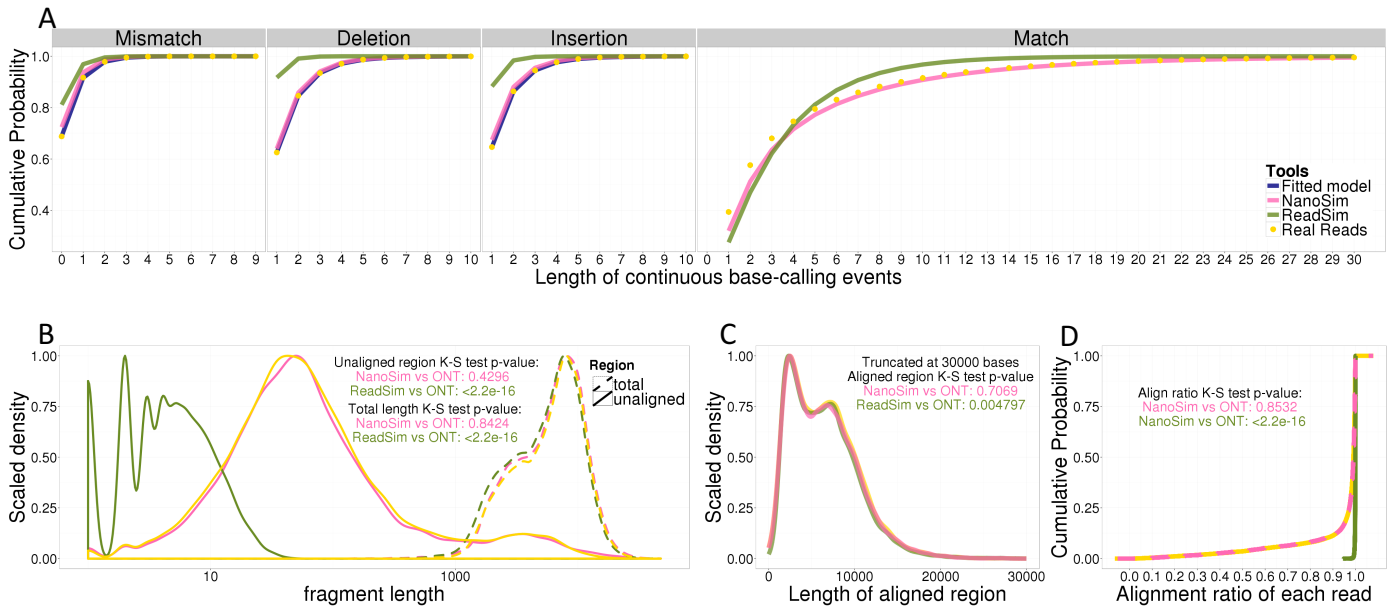 A
Mismatch Deletion Insertion Match
Cumulative Probability
1.0
0.8
0.6
0.4
0 1 2 3 4 5 6 7 8 9
1 2 3 4 5 6 7 8 9 10
1 2 3 4 5 6 7 8 9 10
0 1 2 3 4 5 6 7 8 9 10 11 12 13 14 15 16 17 18 19 20 21 22 23 24 25 26 27 28 29 30
Length of continuous base-calling events
Tools
Fitted model
NanoSim
ReadSim
Real Reads
B
Scaled density
1.00
0.75
0.50
0.25
0.00
10 1000
fragment length
Unaligned region K-S test p-value:
NanoSim vs ONT: 0.4296
ReadSim vs ONT: <2.2e-16
Total length K-S test p-value:
NanoSim vs ONT: 0.8424
ReadSim vs ONT: <2.2e-16
Region
total
unaligned
C
Scaled density
1.00
0.75
0.50
0.25
0.00
0 10000 20000 30000
Length of aligned region
Truncated at 30000 bases
Aligned region K-S test p-value
NanoSim vs ONT: 0.7069
ReadSim vs ONT: 0.004797
D
Cumulative Probability
1.00
0.75
0.50
0.25
0.00
0.0 0.1 0.2 0.3 0.4 0.5 0.6 0.7 0.8 0.9 1.0
Alignment ratio of each read
Align ratio K-S test p-value:
NanoSim vs ONT: 0.8532
NanoSim vs ONT: <2.2e-16